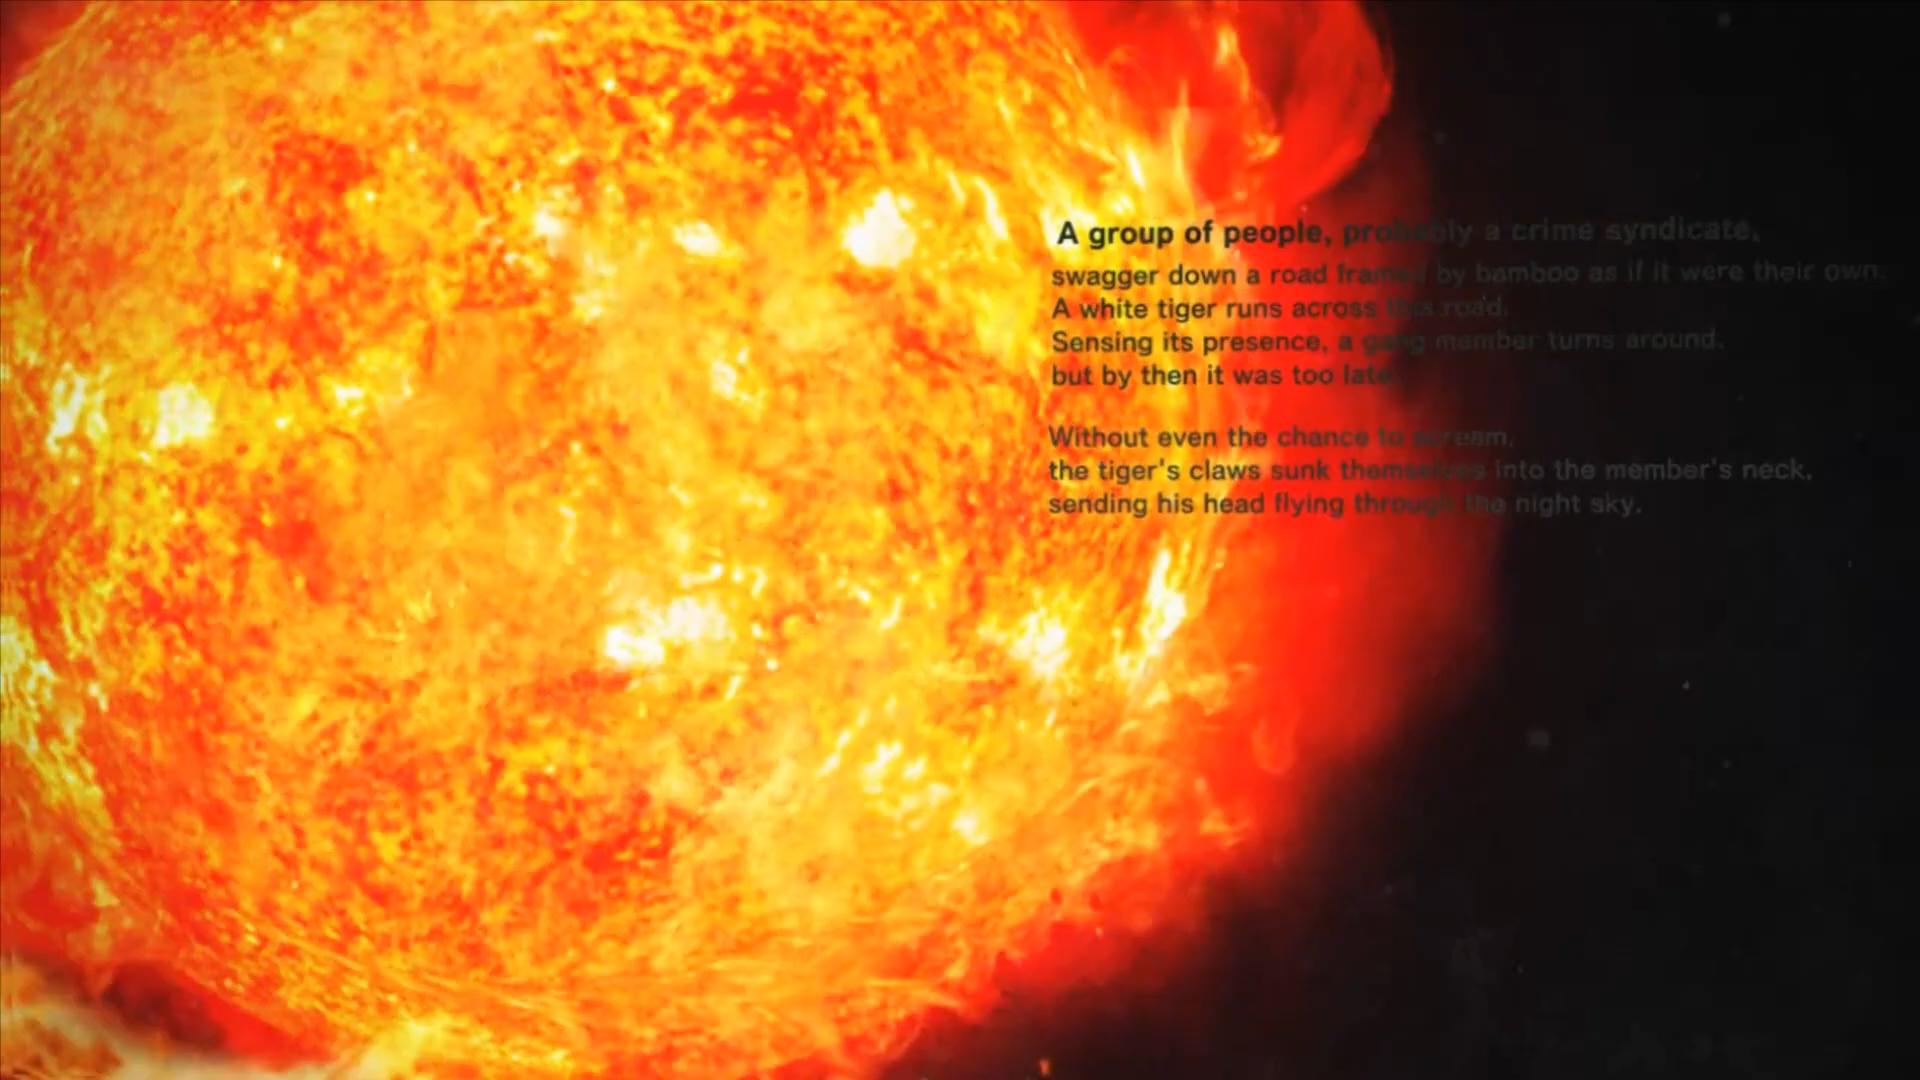 A group of people, probably a crime syndicate,
swagger down a road framed by bamboo as if it were their own.
A white tiger runs across this road.
Sensing its presence, a gang member turns around,
but by then it was too late.
Without even the chance to scream,
the tiger's claws sunk themselves into the member's neck,
sending his head flying through the night sky.